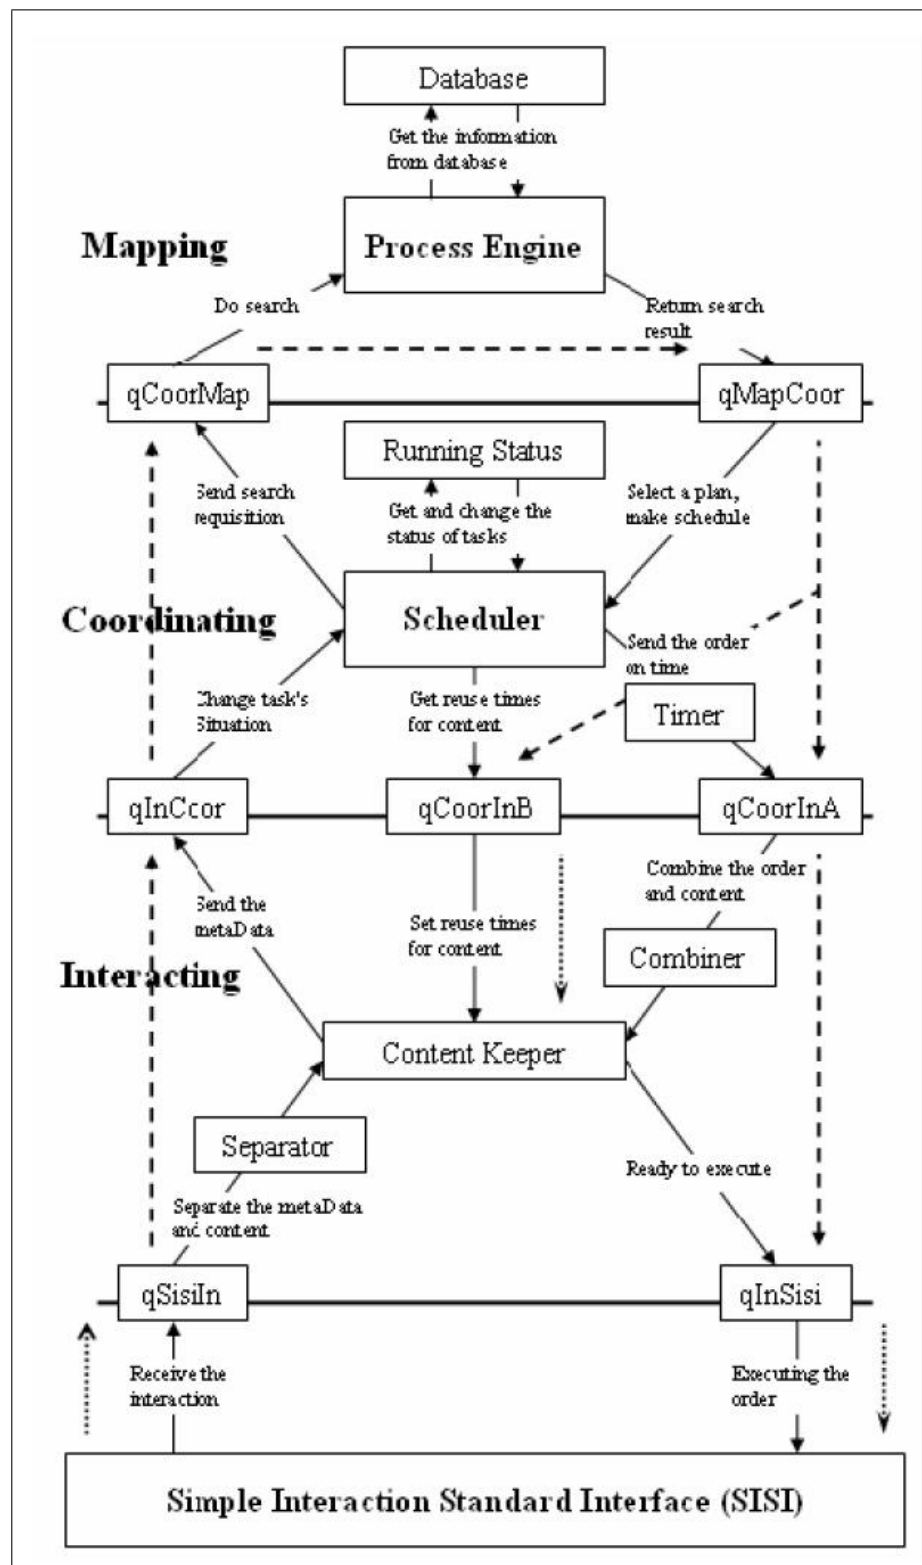 Database
Get the information
from database
Mapping
Process Engine
Do search
Return search
result
qCoorMap
qMapCoor
Running Status
Send search
requisition
Get and change the
status of tasks
Select a plan,
make schedule
Coordinating
Scheduler
Send the order
on time
Change task's
Situation
Get reuse times
for content
Timer
qInCcor
qCoorInB
qCoorInA
Combine the order
and content
Send the
metaData
Set reuse times
for content
Combiner
Interacting
Content Keeper
Separator
Ready to execute
Separate the metaData
and content
qSisiIn
qInSisi
Receive the
interaction
Executing the
order
Simple Interaction Standard Interface (SISI)